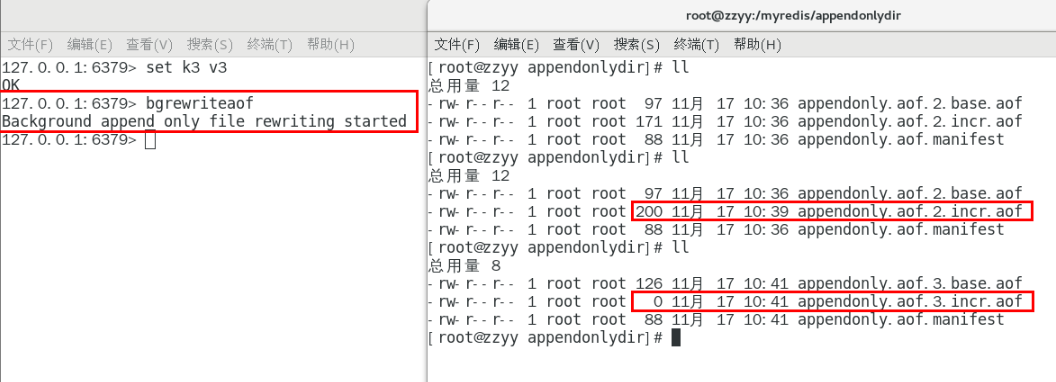 文件(F) 编辑(E) 查看(V) 搜索(S) 终端(T) 帮助(H)
127.0.0.1:6379> set k3 v3
OK
127.0.0.1:6379> bgrewriteaof
Background append only file rewriting started
127.0.0.1:6379>
root@zzyy:/myredis/appendonlydir
文件(F) 编辑(E) 查看(V) 搜索(S) 终端(T) 帮助(H)
[root@zzyy appendonlydir]# ll
总用量 12
-rw-r--r-- 1 root root  97 11月 17 10:36 appendonly.aof.2.base.aof
-rw-r--r-- 1 root root 171 11月 17 10:36 appendonly.aof.2.incr.aof
-rw-r--r-- 1 root root  88 11月 17 10:36 appendonly.aof.manifest
[root@zzyy appendonlydir]# ll
总用量 12
-rw-r--r-- 1 root root  97 11月 17 10:36 appendonly.aof.2.base.aof
-rw-r--r-- 1 root root 200 11月 17 10:39 appendonly.aof.2.incr.aof
-rw-r--r-- 1 root root  88 11月 17 10:36 appendonly.aof.manifest
[root@zzyy appendonlydir]# ll
总用量 8
-rw-r--r-- 1 root root 126 11月 17 10:41 appendonly.aof.3.base.aof
-rw-r--r-- 1 root root   0 11月 17 10:41 appendonly.aof.3.incr.aof
-rw-r--r-- 1 root root  88 11月 17 10:41 appendonly.aof.manifest
[root@zzyy appendonlydir]#